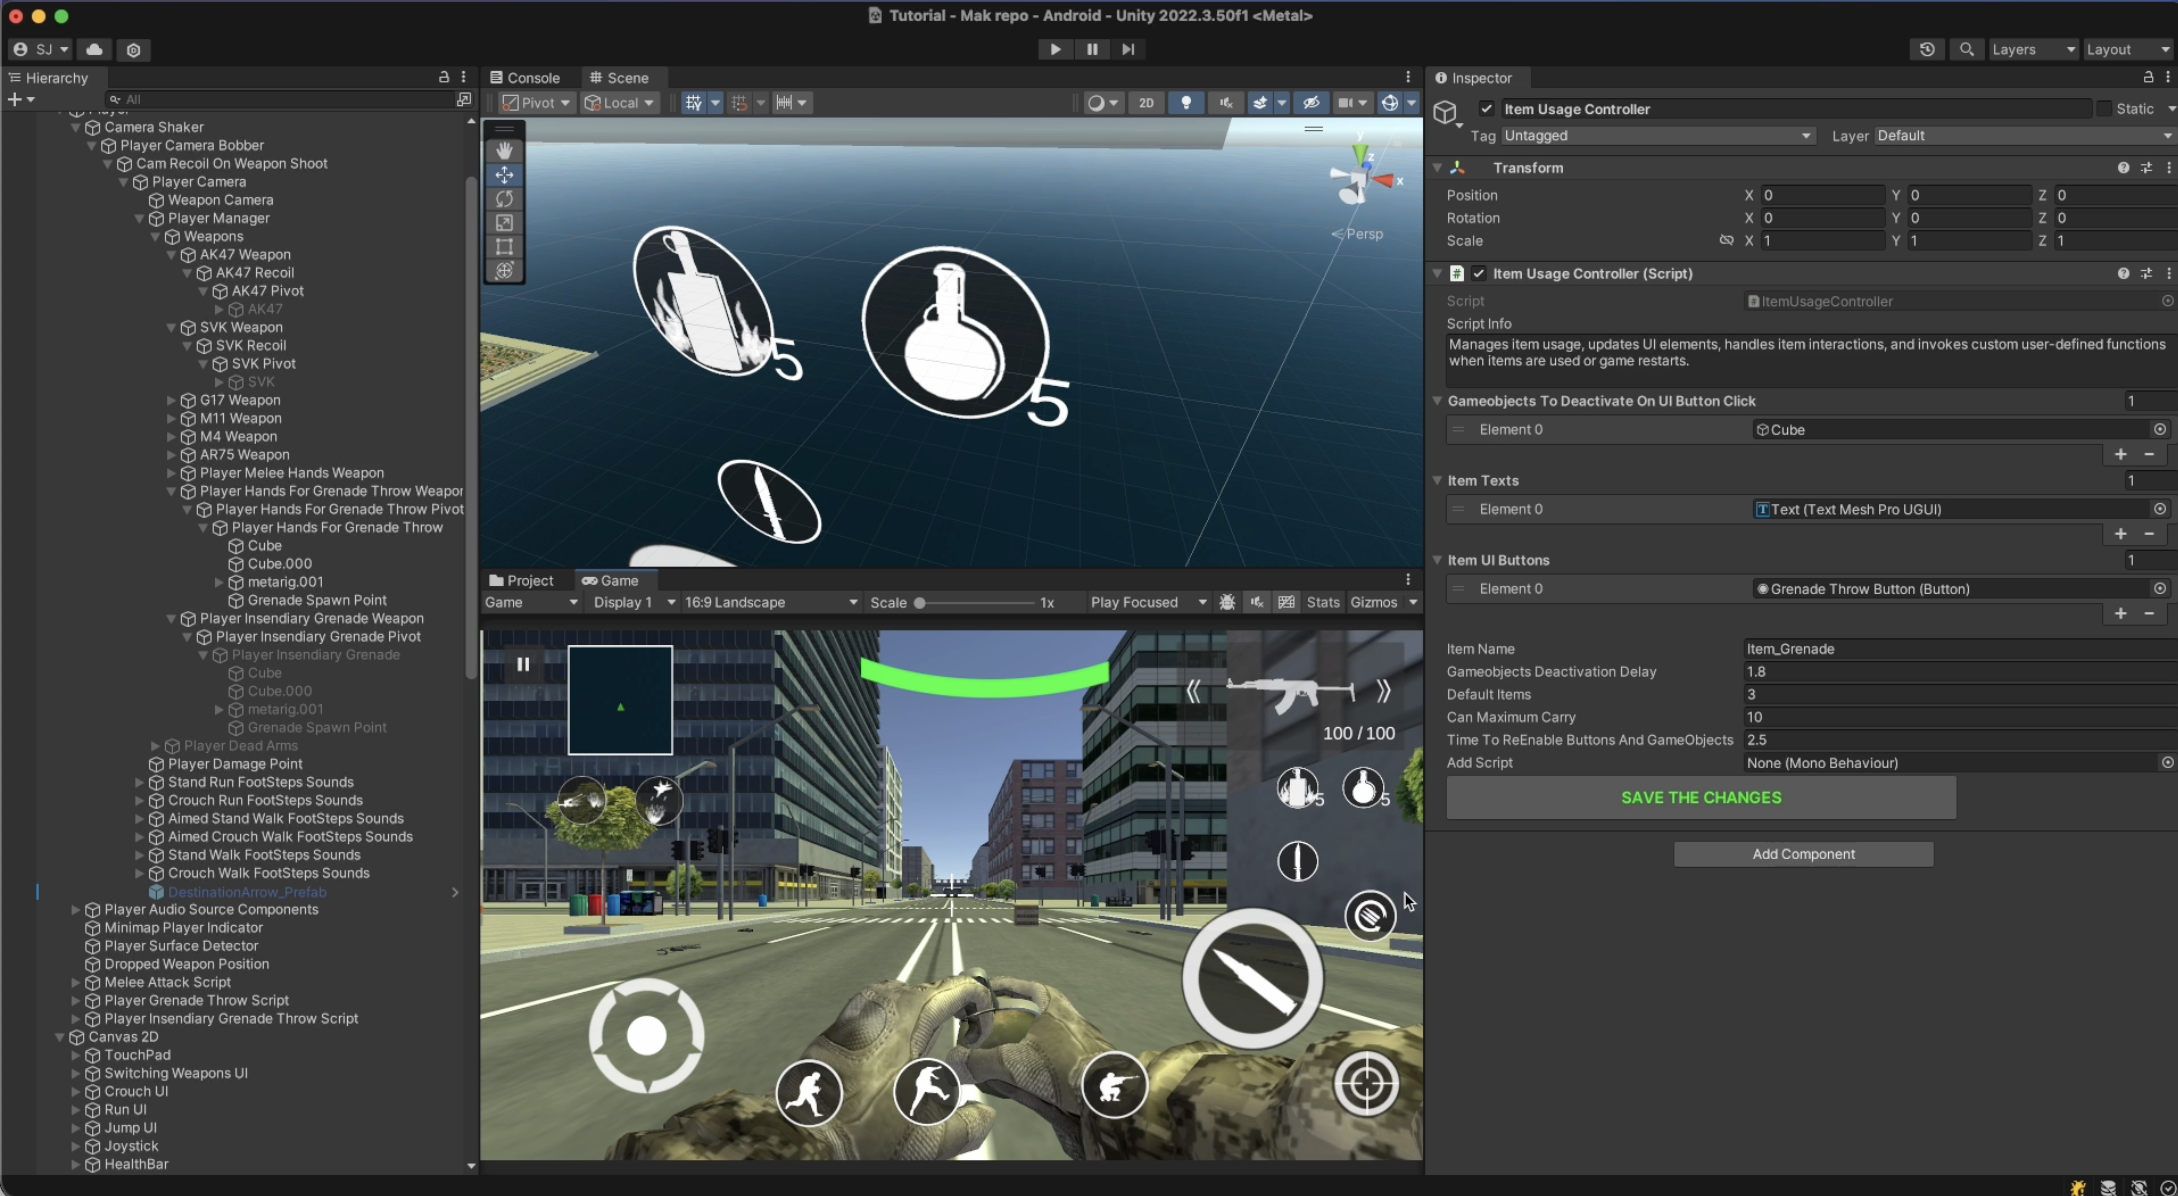 Tutorial - Mak repo - Android - Unity 2022.3.50f1 <Metal>
SJ
Layers
Layout
Hierarchy
All
Camera Shaker
Player Camera Bobber
Cam Recoil On Weapon Shoot
Player Camera
Weapon Camera
Player Manager
Weapons
AK47 Weapon
AK47 Recoil
AK47 Pivot
AK47
SVK Weapon
SVK Recoil
SVK Pivot
SVK
G17 Weapon
M11 Weapon
M4 Weapon
AR75 Weapon
Player Melee Hands Weapon
Player Hands For Grenade Throw Weapon
Player Hands For Grenade Throw Pivot
Player Hands For Grenade Throw
Cube
Cube.000
metarig.001
Grenade Spawn Point
Player Insendiary Grenade Weapon
Player Insendiary Grenade Pivot
Player Insendiary Grenade
Cube
Cube.000
metarig.001
Grenade Spawn Point
Player Dead Arms
Player Damage Point
Stand Run FootSteps Sounds
Crouch Run FootSteps Sounds
Aimed Stand Walk FootSteps Sounds
Aimed Crouch Walk FootSteps Sounds
Stand Walk FootSteps Sounds
Crouch Walk FootSteps Sounds
DestinationArrow_Prefab
Player Audio Source Components
Minimap Player Indicator
Player Surface Detector
Dropped Weapon Position
Melee Attack Script
Player Grenade Throw Script
Player Insendiary Grenade Throw Script
Canvas 2D
TouchPad
Switching Weapons UI
Crouch UI
Run UI
Jump UI
Joystick
HealthBar
Console
Scene
Pivot
Local
2D
y
z
x
Persp
5
5
Project
Game
Game
Display 1
16:9 Landscape
Scale
1x
Play Focused
Stats
Gizmos
100 / 100
5
5
Inspector
Item Usage Controller
Static
Tag
Untagged
Layer
Default
Transform
Position X 0 Y 0 Z 0
Rotation X 0 Y 0 Z 0
Scale X 1 Y 1 Z 1
Item Usage Controller (Script)
Script
ItemUsageController
Script Info
Manages item usage, updates UI elements, handles item interactions, and invokes custom user-defined functions
when items are used or game restarts.
Gameobjects To Deactivate On UI Button Click 1
Element 0 Cube
Item Texts 1
Element 0 Text (Text Mesh Pro UGUI)
Item UI Buttons 1
Element 0 Grenade Throw Button (Button)
Item Name Item_Grenade
Gameobjects Deactivation Delay 1.8
Default Items 3
Can Maximum Carry 10
Time To ReEnable Buttons And GameObjects 2.5
Add Script None (Mono Behaviour)
SAVE THE CHANGES
Add Component